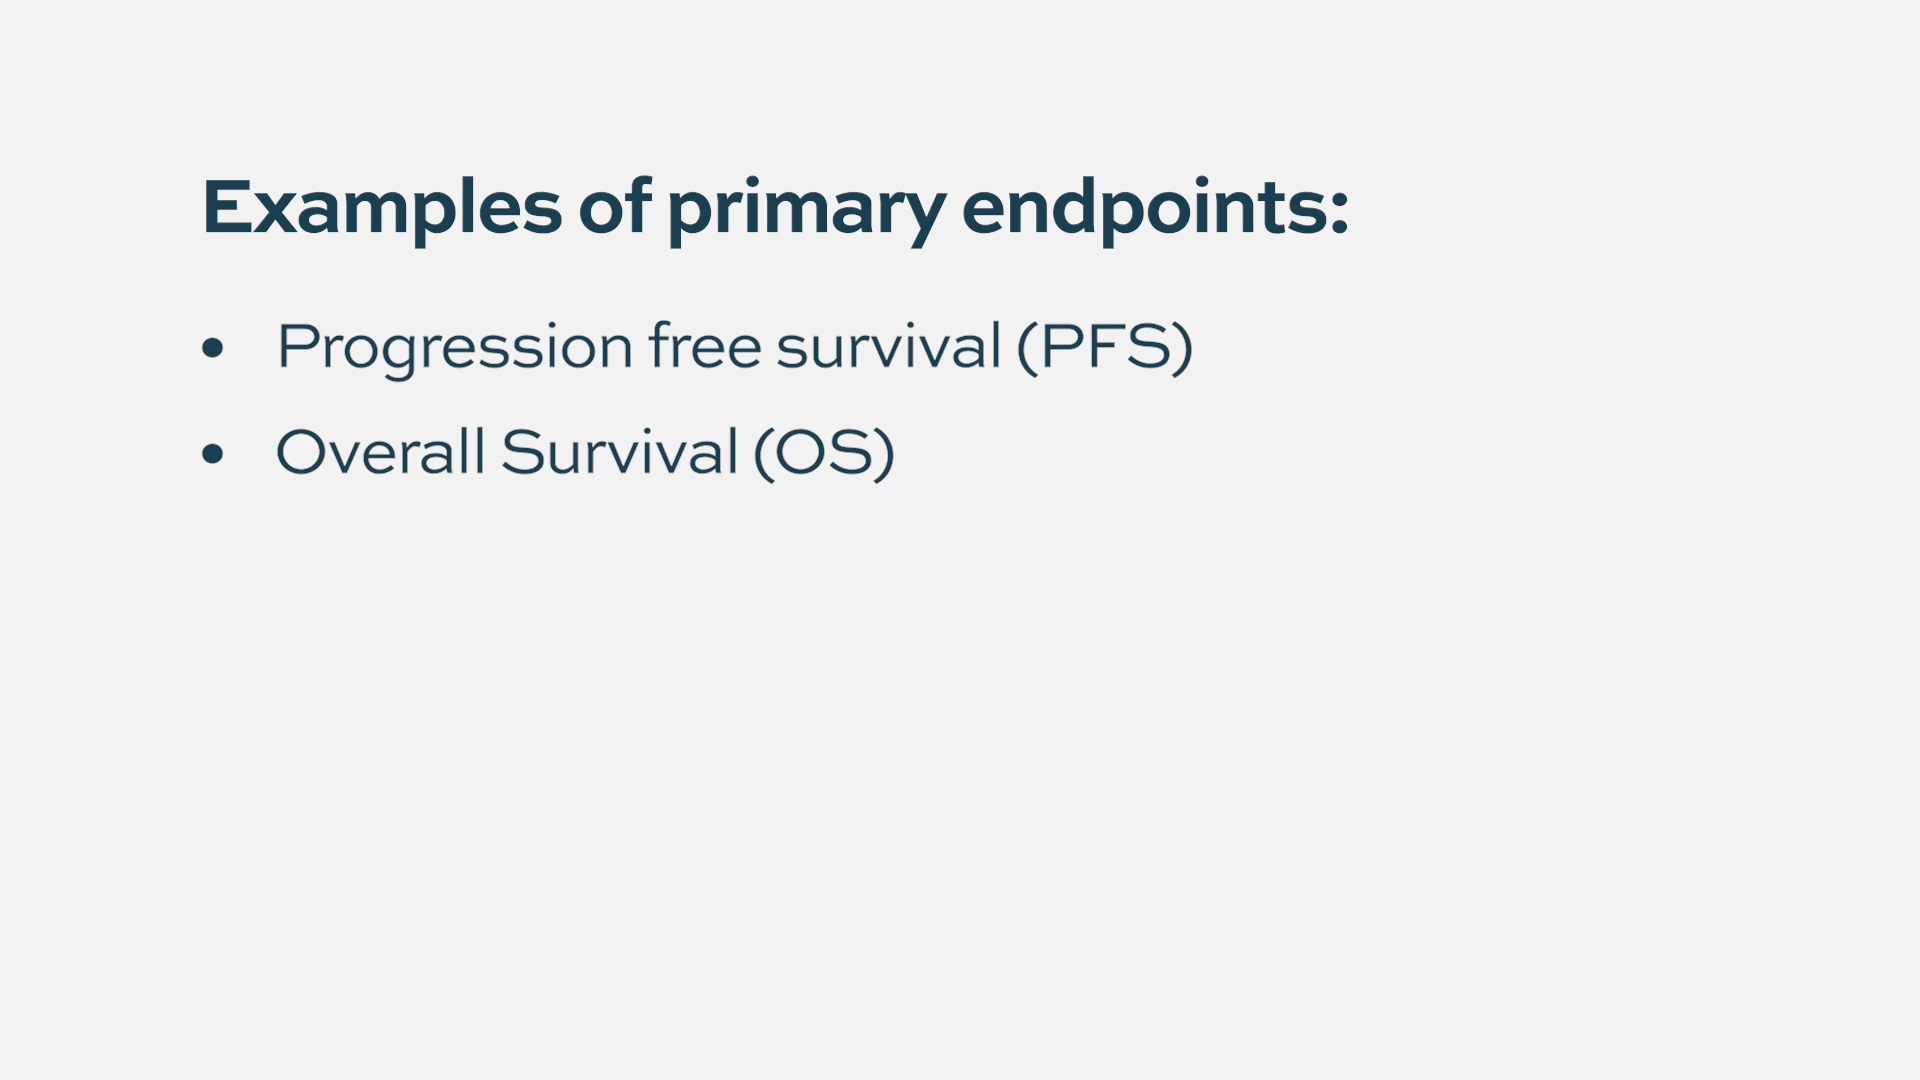 Examples of primary endpoints:
• Progression free survival (PFS)
• Overall Survival (OS)